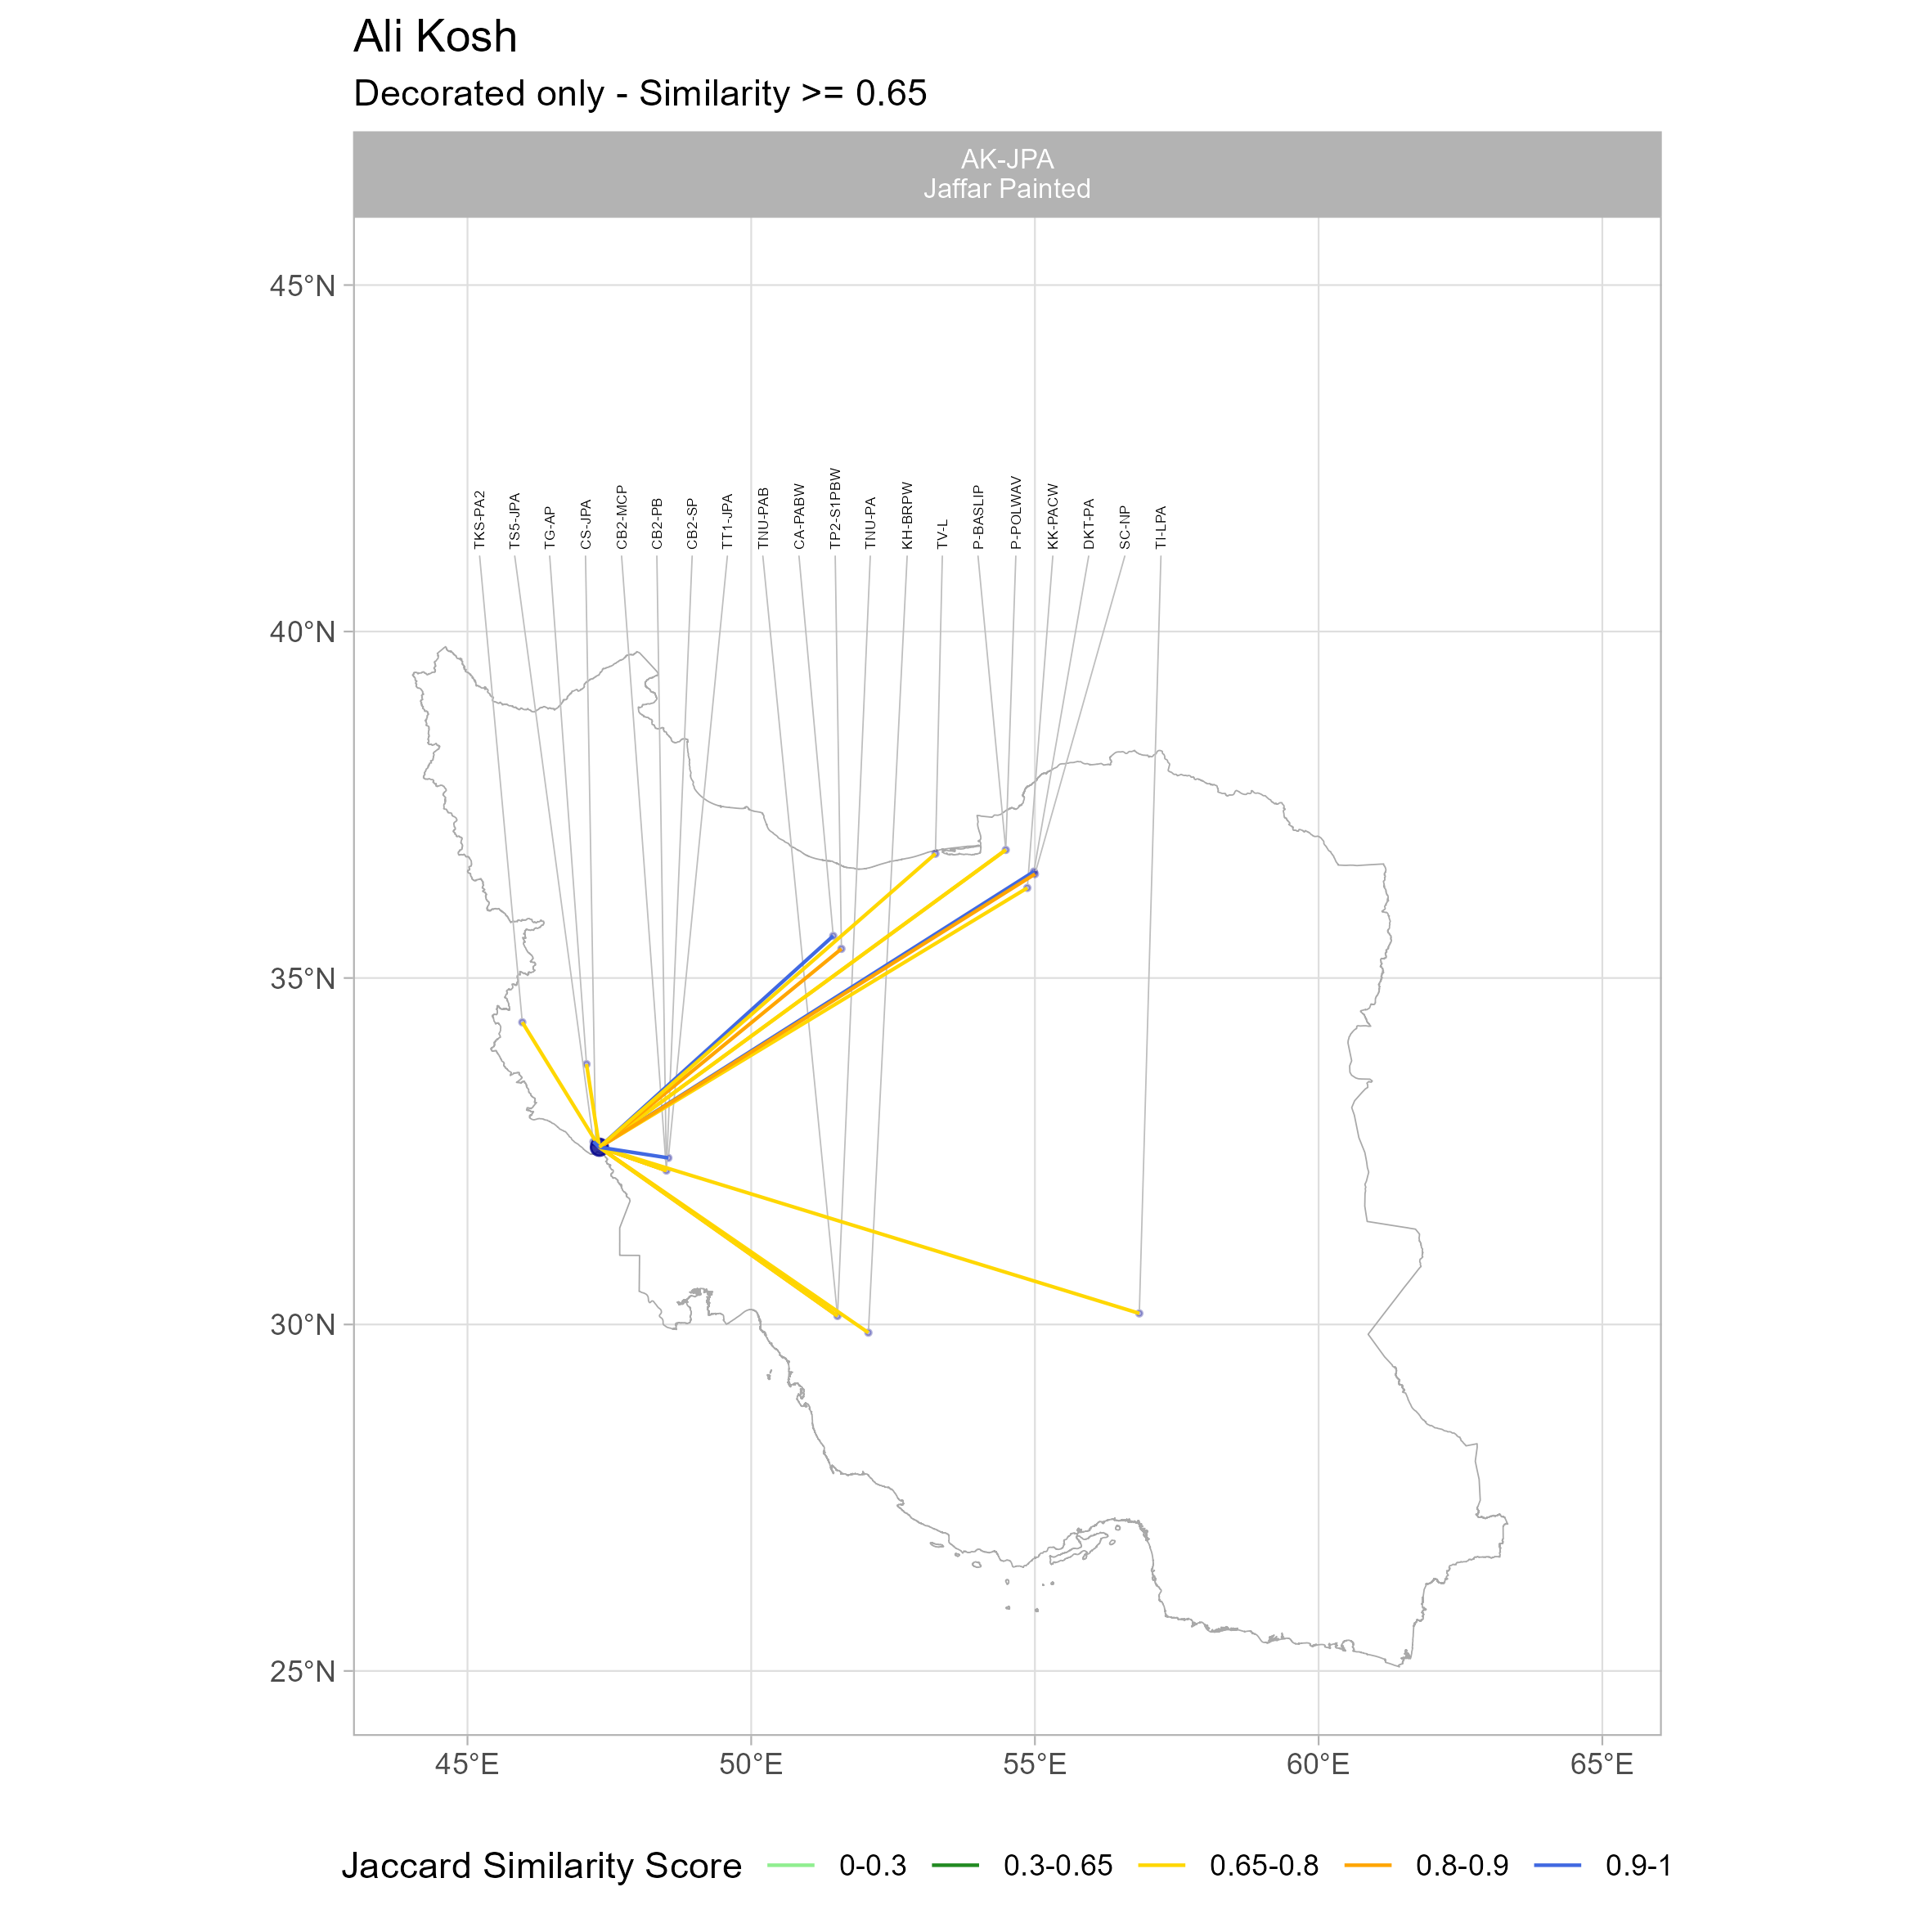 Ali Kosh
Decorated only - Similarity >= 0.65
AK-JPA
Jaffar Painted
45°N
40°N
35°N
30°N
25°N
TKS-PA2
TS5-JPA
TG-AP
CS-JPA
CB2-MCP
CB2-PB
CB2-SP
TT1-JPA
TNU-PAB
CA-PABW
TP2-S1PBW
TNU-PA
KH-BRPW
TV-L
P-BASLIP
P-POLWAV
KK-PACW
DKT-PA
SC-NP
TI-LPA
45°E 50°E 55°E 60°E 65°E
Jaccard Similarity Score 0-0.3 0.3-0.65 0.65-0.8 0.8-0.9 0.9-1